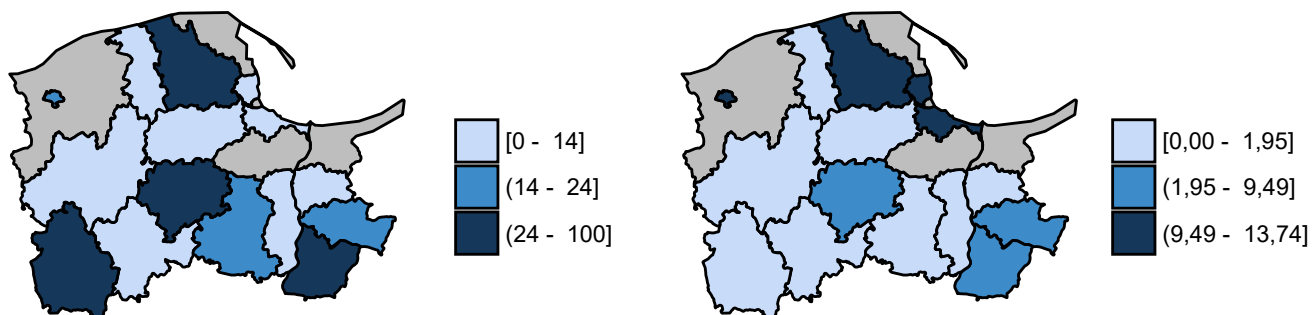 [0 - 14]
(14 - 24]
(24 - 100]
[0,00 - 1,95]
(1,95 - 9,49]
(9,49 - 13,74]